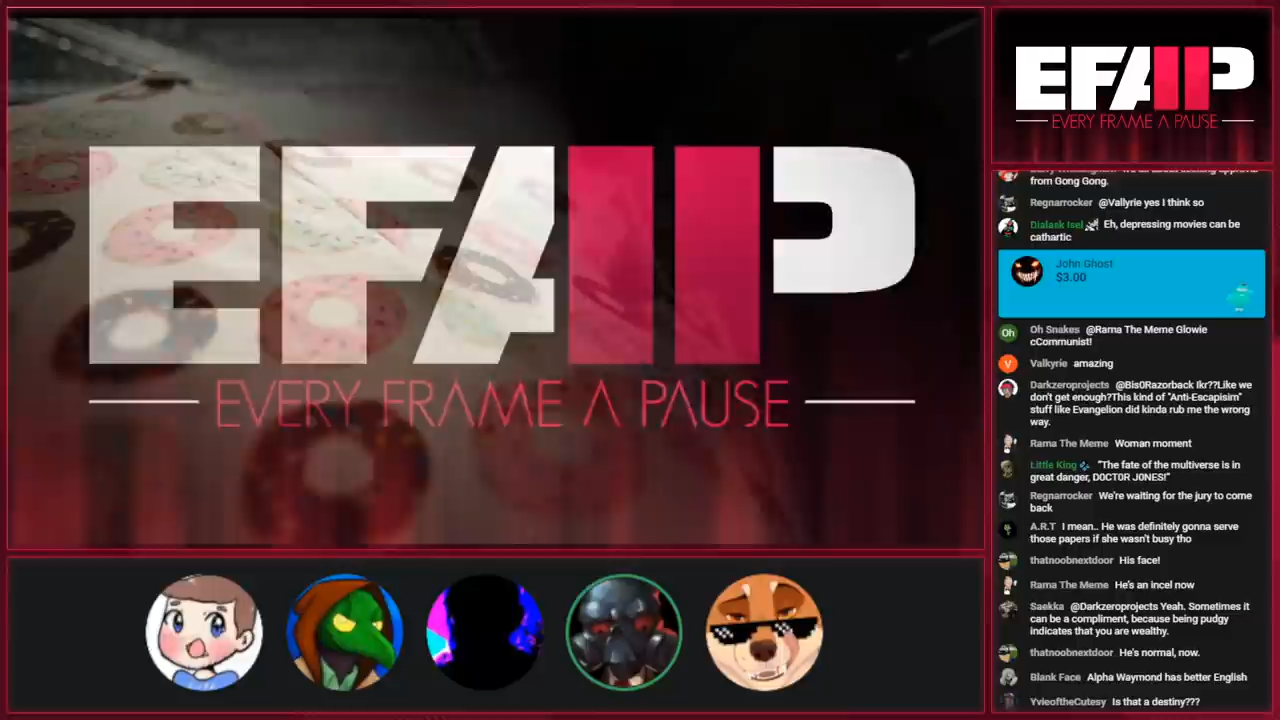 EFAP
EVERY FRAME A PAUSE
EFAP
EVERY FRAME A PAUSE
from Gong Gong.
Regnarrocker @Vallyrie yes I think so
Dialask Isel Eh, depressing movies can be
cathartic
John Ghost
$3.00
Oh Snakes @Rama The Meme Glowie
cCommunist!
Valkyrie amazing
Darkzeroprojects @Bis0Razorback Ikr??Like we
don't get enough?This kind of "Anti-Escapisim"
stuff like Evangelion did kinda rub me the wrong
way.
Rama The Meme Woman moment
Little King "The fate of the multiverse is in
great danger, D0CT0R J0NES!"
Regnarrocker We're waiting for the jury to come
back
A.R.T I mean.. He was definitely gonna serve
those papers if she wasn't busy tho
thatnoobnextdoor His face!
Rama The Meme He's an incel now
Saekka @Darkzeroprojects Yeah. Sometimes it
can be a compliment, because being pudgy
indicates that you are wealthy.
thatnoobnextdoor He's normal, now.
Blank Face Alpha Waymond has better English
YvieoftheCutesy Is that a destiny???
Oh
V